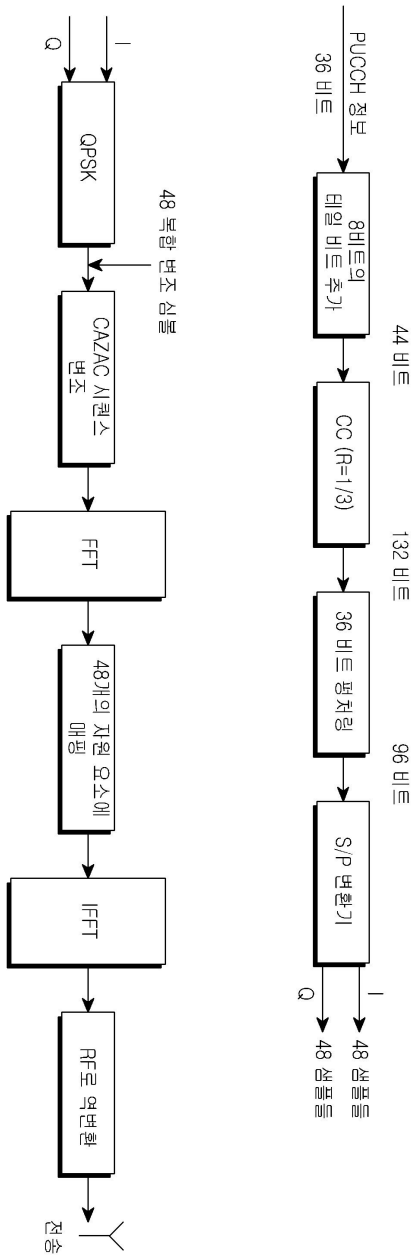 PUCCH 정보
36 비트
8비트의
테일 비트 추가
44 비트
CC (R=1/3)
132 비트
36 비트 펑처링
96 비트
S/P 변환기
I
48 샘플들
Q
48 샘플들
I
Q
QPSK
48 복합 변조 심볼
CAZAC 시퀀스
변조
FFT
48개의 자원 요소에
매핑
IFFT
RF로 역변환
전송